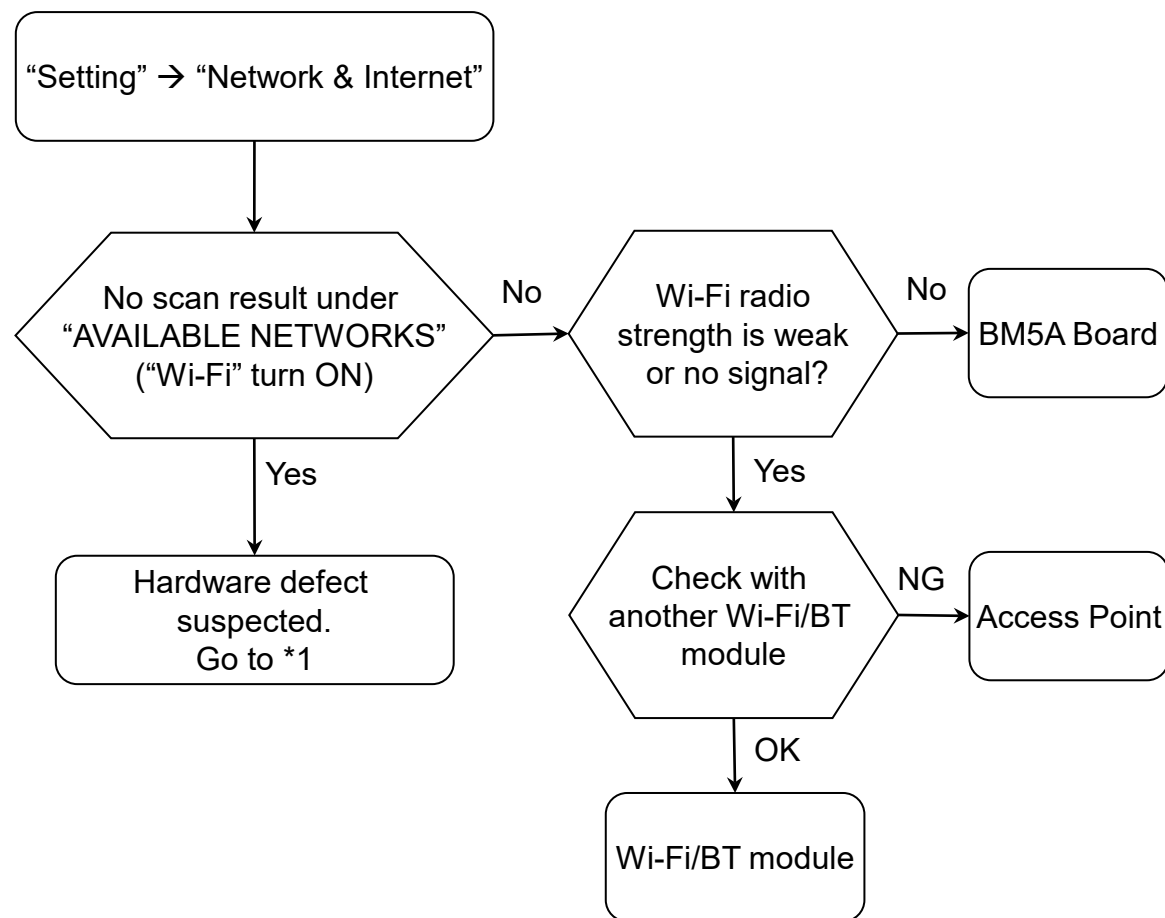 “Setting” → “Network & Internet”
No scan result under
“AVAILABLE NETWORKS”
(“Wi-Fi” turn ON)
No
Wi-Fi radio
strength is weak
or no signal?
No
BM5A Board
Yes
Hardware defect
suspected.
Go to *1
Yes
Check with
another Wi-Fi/BT
module
NG
Access Point
OK
Wi-Fi/BT module